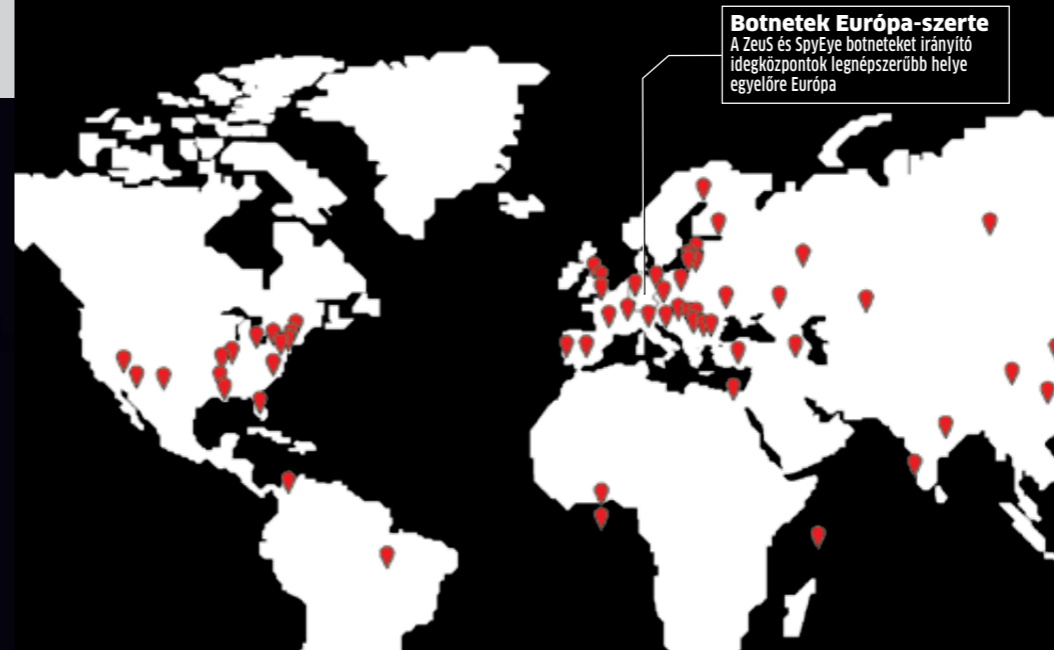 Botnetek Európa-szerte
A ZeuS és SpyEye botneteket irányító
idegközpontok legnépszerűbb helye
egyelőre Európa